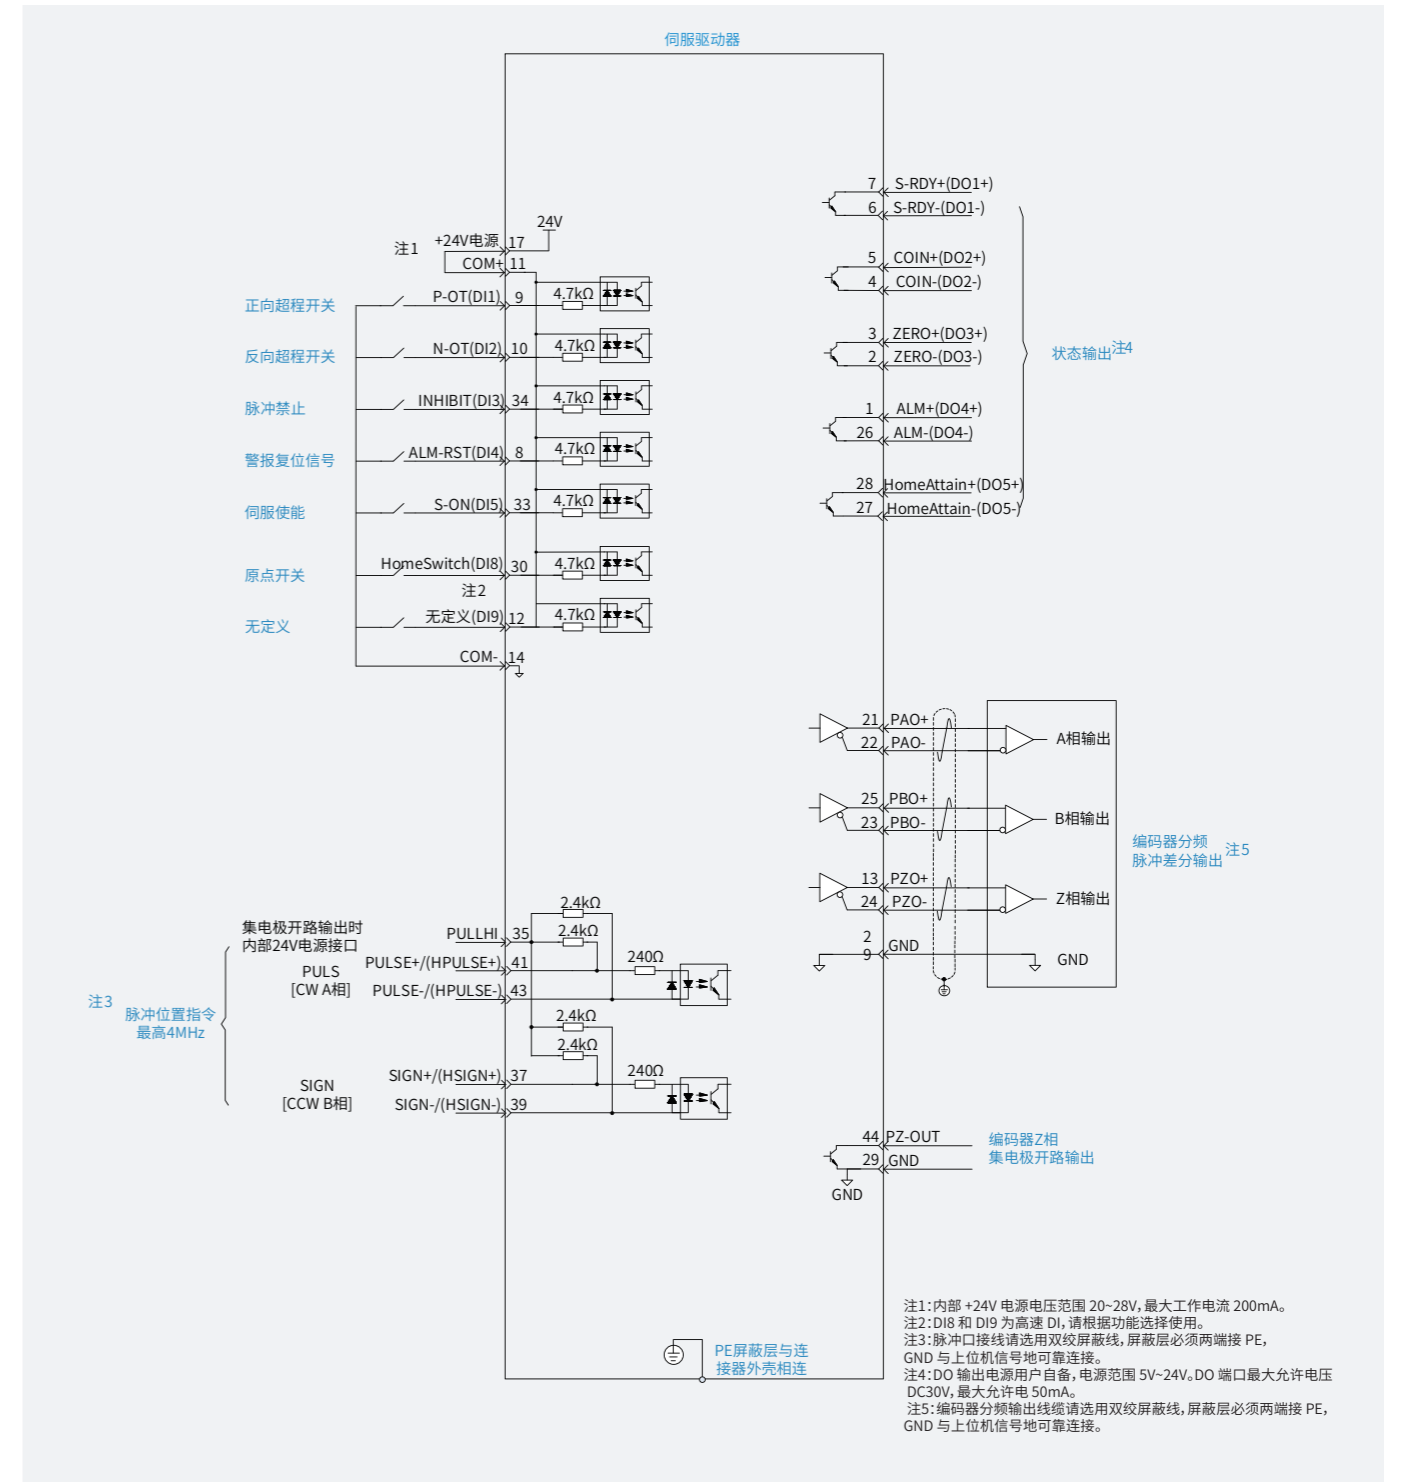 伺服驱动器
24V
注1
+24V电源
17
COM+
11
正向超程开关
P-OT(DI1)
9
4.7kΩ
反向超程开关
N-OT(DI2)
10
4.7kΩ
脉冲禁止
INHIBIT(DI3)
34
4.7kΩ
警报复位信号
ALM-RST(DI4)
8
4.7kΩ
伺服使能
S-ON(DI5)
33
4.7kΩ
原点开关
HomeSwitch(DI8)
30
4.7kΩ
注2
无定义
无定义(DI9)
12
4.7kΩ
COM-
14
7
S-RDY+(DO1+)
6
S-RDY-(DO1-)
5
COIN+(DO2+)
4
COIN-(DO2-)
3
ZERO+(DO3+)
2
ZERO-(DO3-)
状态输出注4
1
ALM+(DO4+)
26
ALM-(DO4-)
28
HomeAttain+(DO5+)
27
HomeAttain-(DO5-)
21
PAO+
22
PAO-
A相输出
25
PBO+
23
PBO-
B相输出
编码器分频
脉冲差分输出
注5
13
PZO+
24
PZO-
Z相输出
2
9
GND
GND
集电极开路输出时
内部24V电源接口
PULLHI
35
2.4kΩ
2.4kΩ
PULS
[CW A相]
PULSE+/(HPULSE+)
41
240Ω
PULSE-/(HPULSE-)
43
注3
脉冲位置指令
最高4MHz
2.4kΩ
2.4kΩ
SIGN
[CCW B相]
SIGN+/(HSIGN+)
37
240Ω
SIGN-/(HSIGN-)
39
44
PZ-OUT
29
GND
GND
编码器Z相
集电极开路输出
PE屏蔽层与连
接器外壳相连
注1:内部 +24V 电源电压范围 20~28V,最大工作电流 200mA。
注2:DI8 和 DI9 为高速 DI,请根据功能选择使用。
注3:脉冲口接线请选用双绞屏蔽线,屏蔽层必须两端接 PE,
GND 与上位机信号地可靠连接。
注4:DO 输出电源用户自备,电源范围 5V~24V。DO 端口最大允许电压
DC30V,最大允许电 50mA。
注5:编码器分频输出线缆请选用双绞屏蔽线,屏蔽层必须两端接 PE,
GND 与上位机信号地可靠连接。